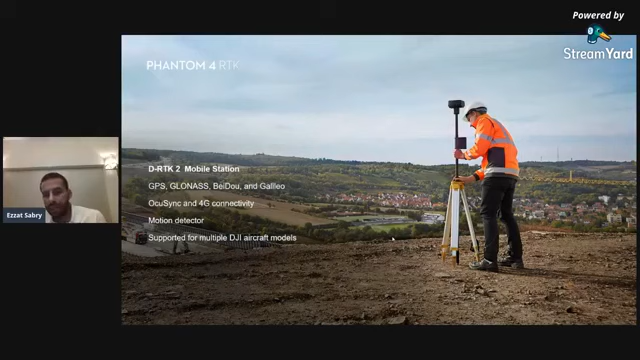 Powered by
StreamYard
PHANTOM 4 RTK
D-RTK 2 Mobile Station
GPS, GLONASS, BeiDou, and Galileo
OcuSync and 4G connectivity
Motion detector
Supported for multiple DJI aircraft models
Ezzat Sabry